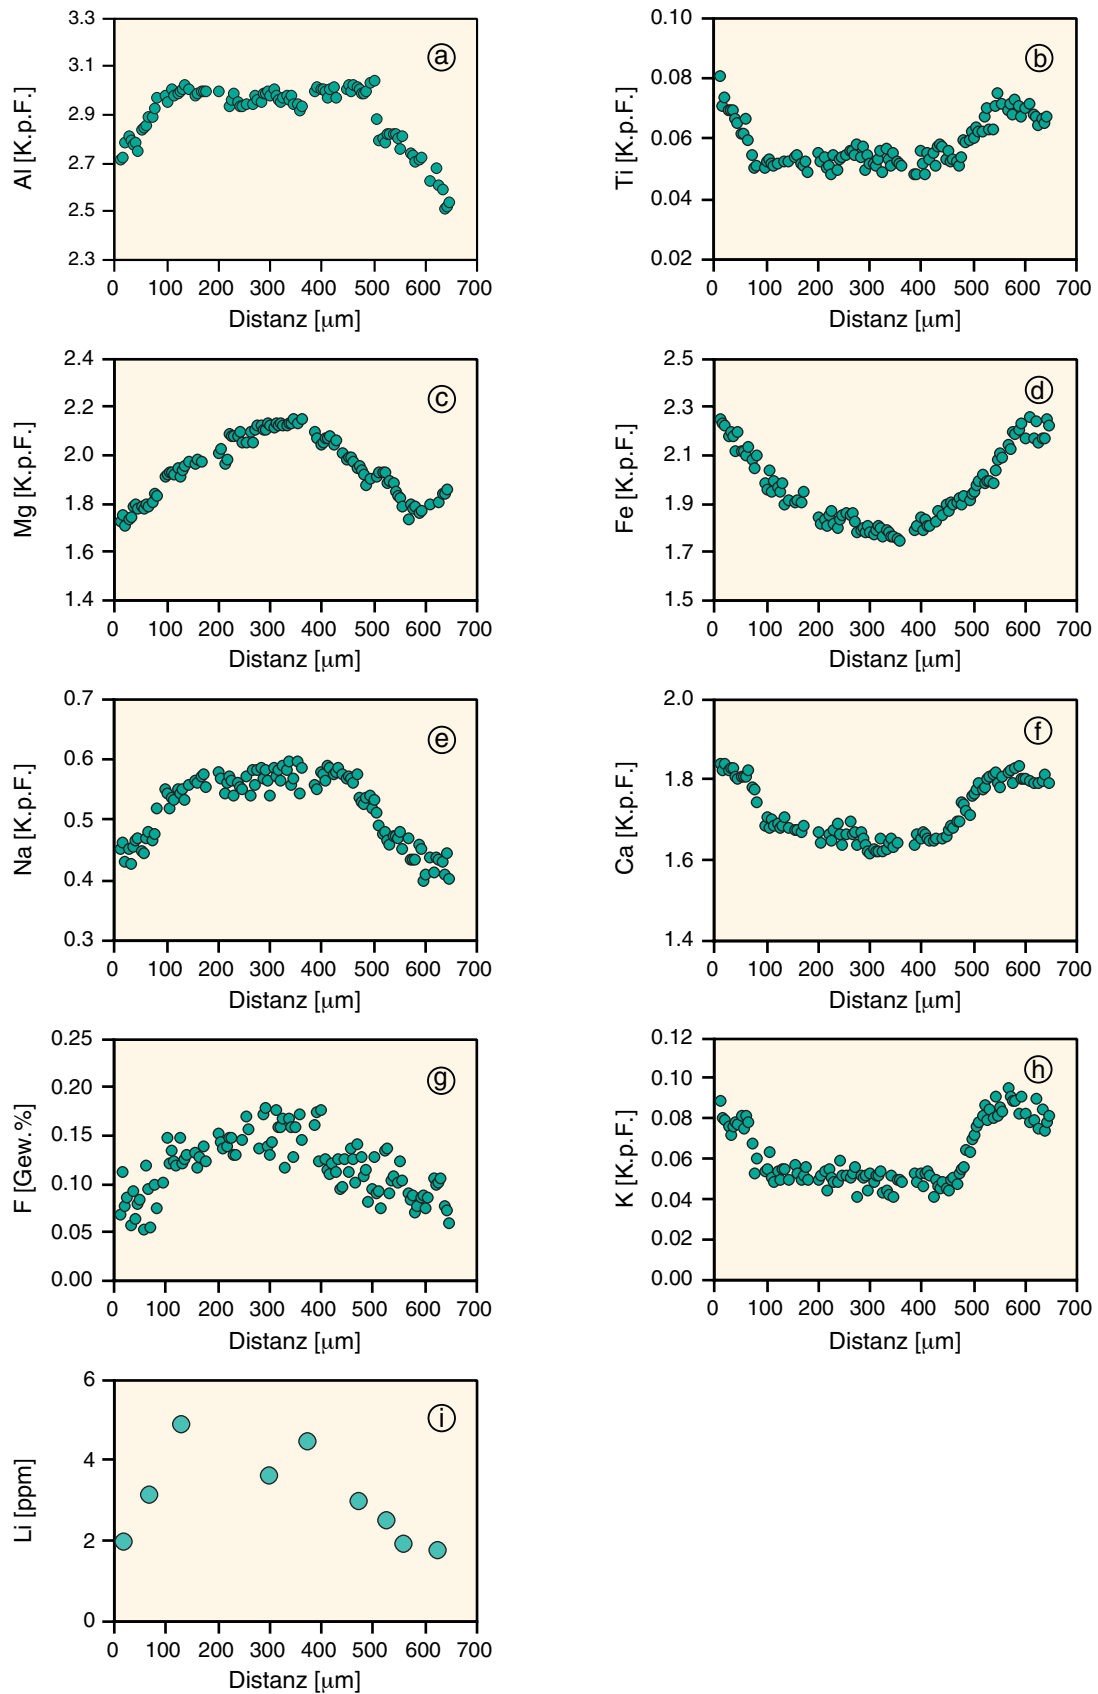 3.3
3.1
2.9
2.7
2.5
2.3
Al [K.p.F.]
a
0 100 200 300 400 500 600 700
Distanz [μm]
0.10
0.08
0.06
0.04
0.02
Ti [K.p.F.]
b
0 100 200 300 400 500 600 700
Distanz [μm]
2.4
2.2
2.0
1.8
1.6
1.4
Mg [K.p.F.]
c
0 100 200 300 400 500 600 700
Distanz [μm]
2.5
2.3
2.1
1.9
1.7
1.5
Fe [K.p.F.]
d
0 100 200 300 400 500 600 700
Distanz [μm]
0.7
0.6
0.5
0.4
0.3
Na [K.p.F.]
e
0 100 200 300 400 500 600 700
Distanz [μm]
2.0
1.8
1.6
1.4
Ca [K.p.F.]
f
0 100 200 300 400 500 600 700
Distanz [μm]
0.25
0.20
0.15
0.10
0.05
0.00
F [Gew.%]
g
0 100 200 300 400 500 600 700
Distanz [μm]
0.12
0.10
0.08
0.06
0.04
0.02
0.00
K [K.p.F.]
h
0 100 200 300 400 500 600 700
Distanz [μm]
6
4
2
0
Li [ppm]
i
0 100 200 300 400 500 600 700
Distanz [μm]